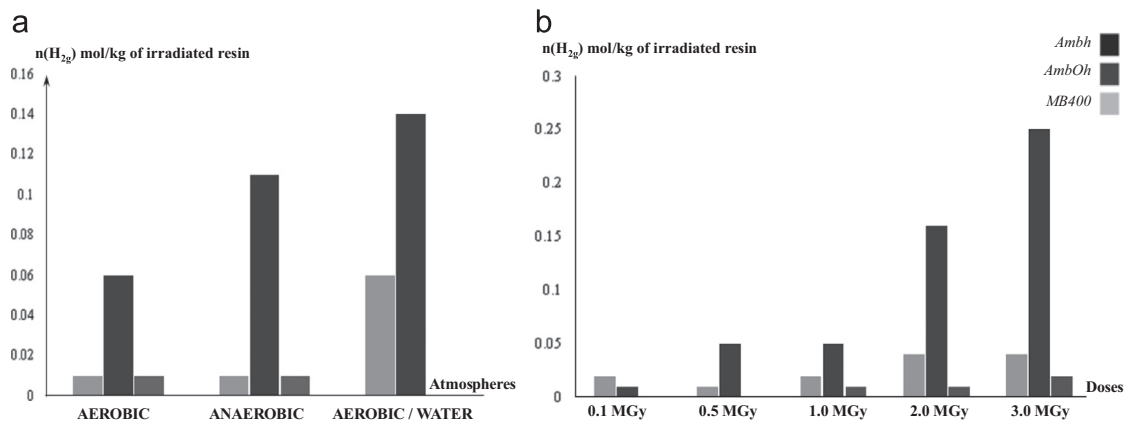 a
n(H2g) mol/kg of irradiated resin
0.16
0.14
0.12
0.1
0.08
0.06
0.04
0.02
0
Atmospheres
AEROBIC ANAEROBIC AEROBIC / WATER
b
n(H2g) mol/kg of irradiated resin
0.3
0.25
0.2
0.15
0.1
0.05
0
Doses
0.1 MGy 0.5 MGy 1.0 MGy 2.0 MGy 3.0 MGy
Ambh
AmbOh
MB400